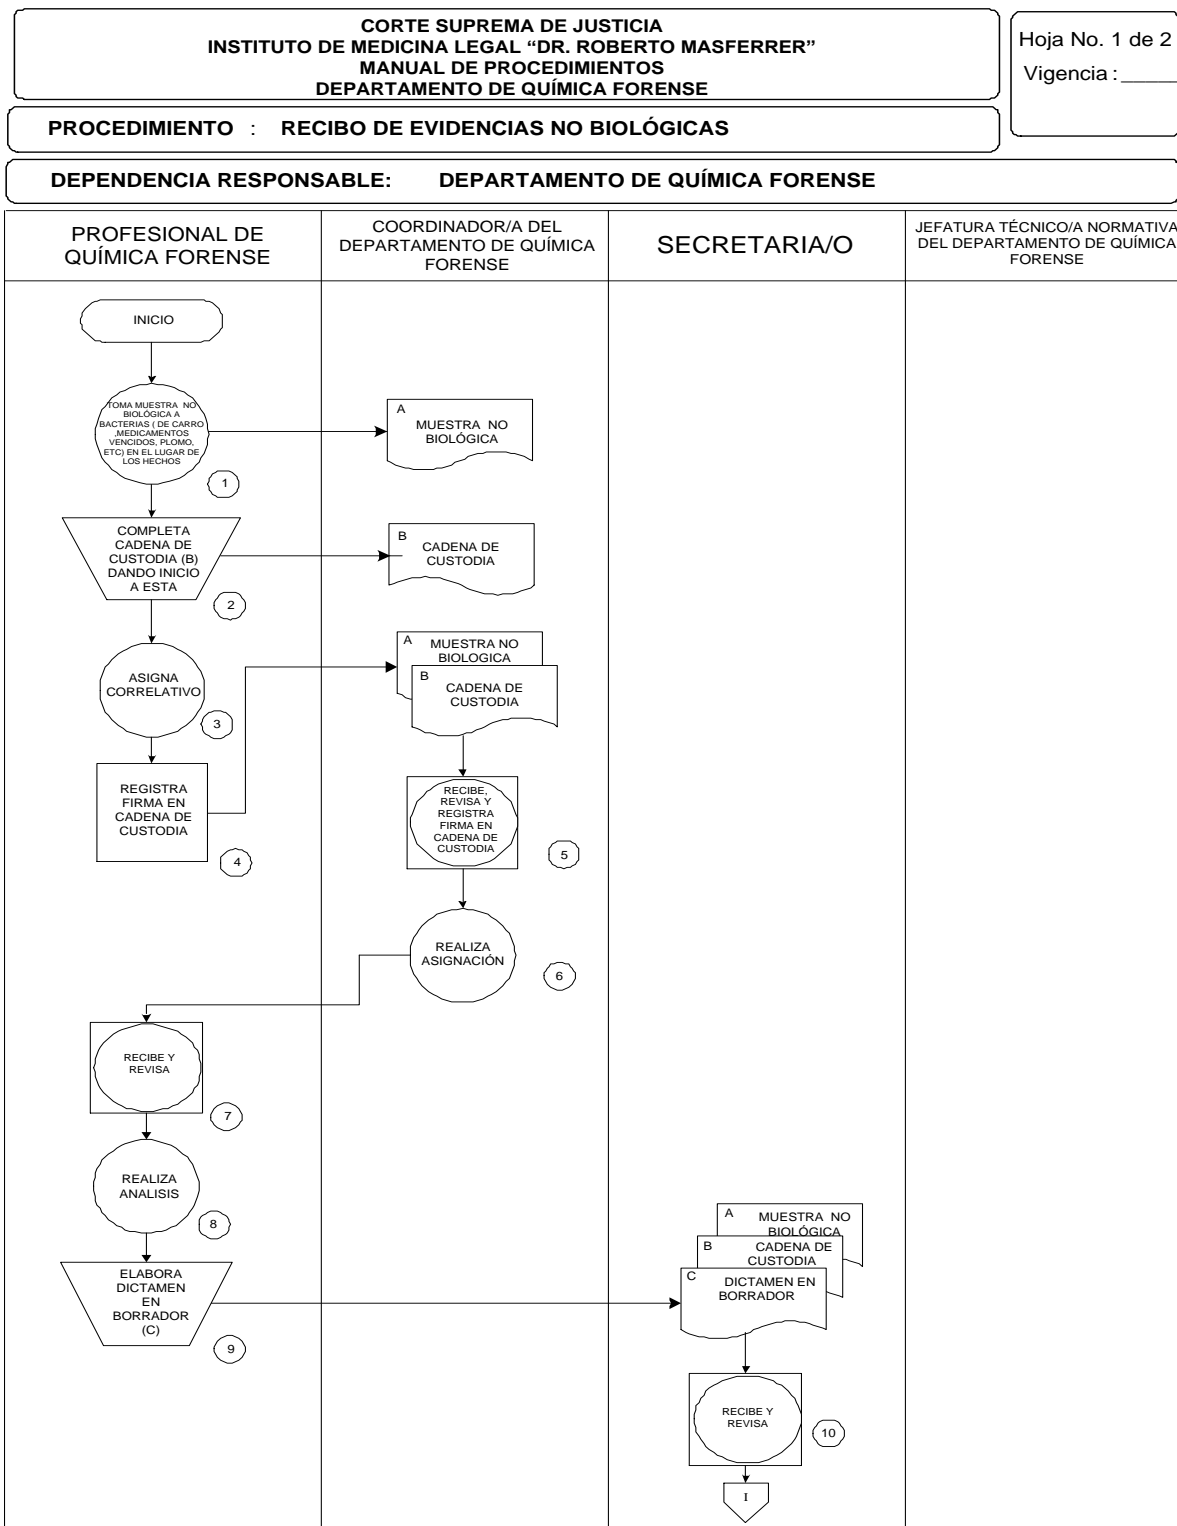 CORTE SUPREMA DE JUSTICIA
INSTITUTO DE MEDICINA LEGAL “DR. ROBERTO MASFERRER”
MANUAL DE PROCEDIMIENTOS
DEPARTAMENTO DE QUÍMICA FORENSE
Hoja No. 1 de 2
Vigencia : _____
PROCEDIMIENTO : RECIBO DE EVIDENCIAS NO BIOLÓGICAS
DEPENDENCIA RESPONSABLE: DEPARTAMENTO DE QUÍMICA FORENSE
PROFESIONAL DE
QUÍMICA FORENSE
COORDINADOR/A DEL
DEPARTAMENTO DE QUÍMICA
FORENSE
SECRETARIA/O
JEFATURA TÉCNICO/A NORMATIVA
DEL DEPARTAMENTO DE QUÍMICA
FORENSE
INICIO
TOMA MUESTRA NO
BIOLÓGICA A
BACTERIAS ( DE CARRO
,MEDICAMENTOS
VENCIDOS, PLOMO,
ETC) EN EL LUGAR DE
LOS HECHOS
1
A
MUESTRA NO
BIOLÓGICA
COMPLETA
CADENA DE
CUSTODIA (B)
DANDO INICIO
A ESTA
2
B
CADENA DE
CUSTODIA
ASIGNA
CORRELATIVO
3
A
MUESTRA NO
BIOLOGICA
B
CADENA DE
CUSTODIA
REGISTRA
FIRMA EN
CADENA DE
CUSTODIA
4
RECIBE,
REVISA Y
REGISTRA
FIRMA EN
CADENA DE
CUSTODIA
5
REALIZA
ASIGNACIÓN
6
RECIBE Y
REVISA
7
REALIZA
ANALISIS
8
ELABORA
DICTAMEN
EN
BORRADOR
(C)
9
A
MUESTRA NO
BIOLÓGICA
B
CADENA DE
CUSTODIA
C
DICTAMEN EN
BORRADOR
RECIBE Y
REVISA
10
I